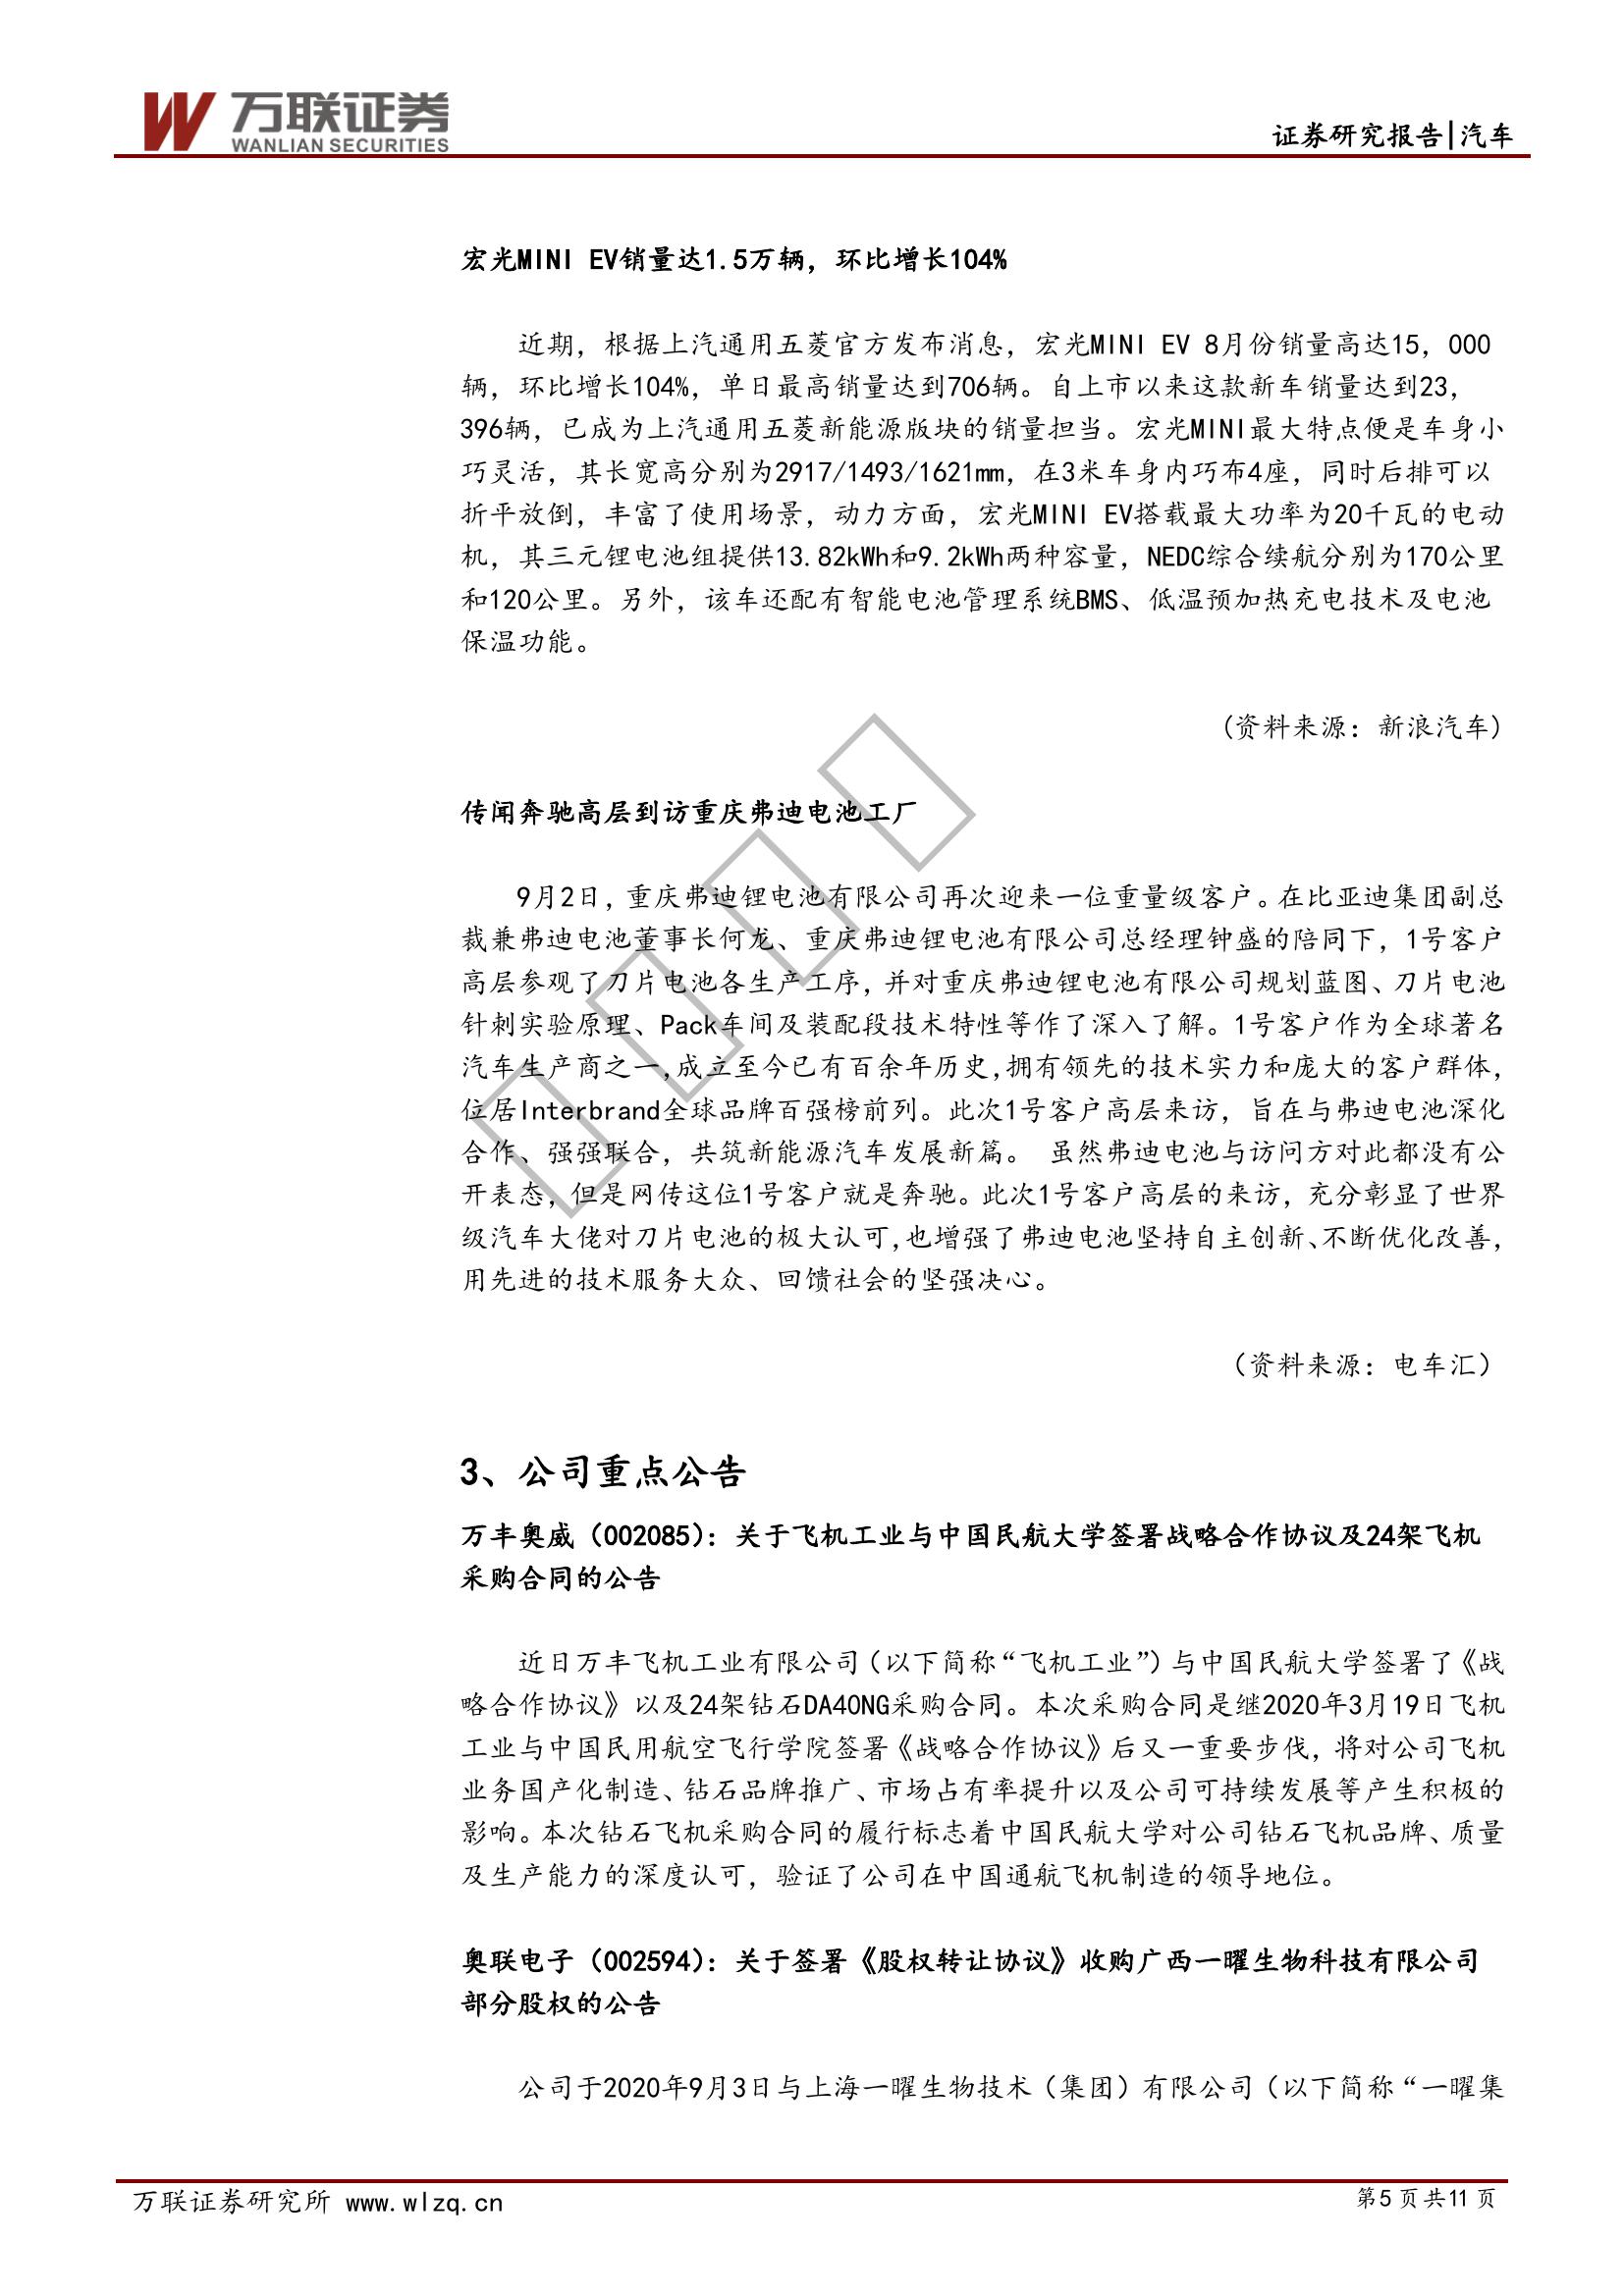 万联证券
WANLIAN SECURITIES
证券研究报告|汽车
宏光MINI EV销量达1.5万辆，环比增长104%
近期，根据上汽通用五菱官方发布消息，宏光MINI EV 8月份销量高达15，000
辆，环比增长104%，单日最高销量达到706辆。自上市以来这款新车销量达到23，
396辆，已成为上汽通用五菱新能源版块的销量担当。宏光MINI最大特点便是车身小
巧灵活，其长宽高分别为2917/1493/1621mm，在3米车身内巧布4座，同时后排可以
折平放倒，丰富了使用场景，动力方面，宏光MINI EV搭载最大功率为20千瓦的电动
机，其三元锂电池组提供13.82kWh和9.2kWh两种容量，NEDC综合续航分别为170公里
和120公里。另外，该车还配有智能电池管理系统BMS、低温预加热充电技术及电池
保温功能。
(资料来源：新浪汽车)
传闻奔驰高层到访重庆弗迪电池工厂
9月2日，重庆弗迪锂电池有限公司再次迎来一位重量级客户。在比亚迪集团副总
裁兼弗迪电池董事长何龙、重庆弗迪锂电池有限公司总经理钟盛的陪同下，1号客户
高层参观了刀片电池各生产工序，并对重庆弗迪锂电池有限公司规划蓝图、刀片电池
针刺实验原理、Pack车间及装配段技术特性等作了深入了解。1号客户作为全球著名
汽车生产商之一，成立至今已有百余年历史，拥有领先的技术实力和庞大的客户群体，
位居Interbrand全球品牌百强榜前列。此次1号客户高层来访，旨在与弗迪电池深化
合作、强强联合，共筑新能源汽车发展新篇。 虽然弗迪电池与访问方对此都没有公
开表态，但是网传这位1号客户就是奔驰。此次1号客户高层的来访，充分彰显了世界
级汽车大佬对刀片电池的极大认可，也增强了弗迪电池坚持自主创新、不断优化改善，
用先进的技术服务大众、回馈社会的坚强决心。
（资料来源：电车汇）
3、公司重点公告
万丰奥威（002085）：关于飞机工业与中国民航大学签署战略合作协议及24架飞机
采购合同的公告
近日万丰飞机工业有限公司（以下简称“飞机工业”）与中国民航大学签署了《战
略合作协议》以及24架钻石DA40NG采购合同。本次采购合同是继2020年3月19日飞机
工业与中国民用航空飞行学院签署《战略合作协议》后又一重要步伐，将对公司飞机
业务国产化制造、钻石品牌推广、市场占有率提升以及公司可持续发展等产生积极的
影响。本次钻石飞机采购合同的履行标志着中国民航大学对公司钻石飞机品牌、质量
及生产能力的深度认可，验证了公司在中国通航飞机制造的领导地位。
奥联电子（002594）：关于签署《股权转让协议》收购广西一曜生物科技有限公司
部分股权的公告
公司于2020年9月3日与上海一曜生物技术（集团）有限公司（以下简称“一曜集
万联证券研究所 www.wlzq.cn
第5 页 共11 页